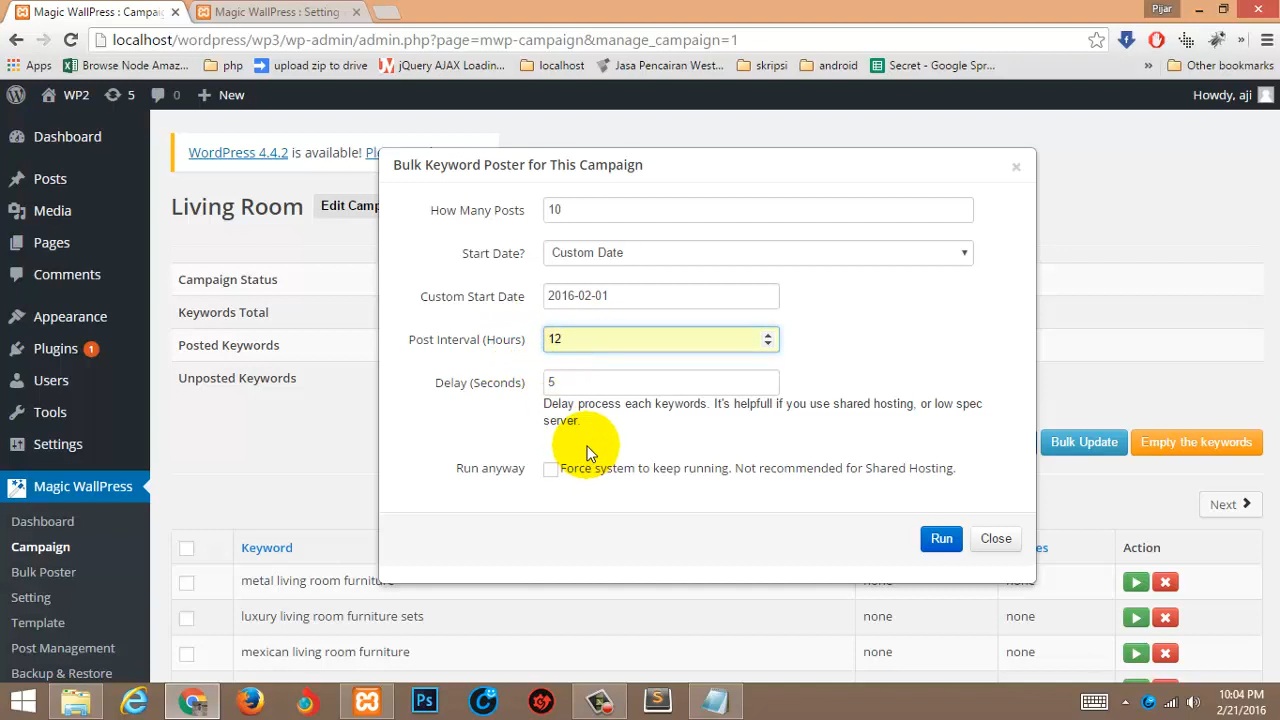 Magic WallPress : Campai
Magic WallPress : Setting
Pijar
localhost/wordpress/wp3/wp-admin/admin.php?page=mwp-campaign&manage_campaign=1
Apps
Browse Node Amaz...
php
upload zip to drive
jQuery AJAX Loadin...
localhost
Jasa Pencairan West...
skripsi
android
Secret - Google Spr...
»
Other bookmarks
WP2
5
0
New
Howdy, aji
Dashboard
Posts
Media
Pages
Comments
Appearance
Plugins 1
Users
Tools
Settings
Magic WallPress
Dashboard
Campaign
Bulk Poster
Setting
Template
Post Management
Backup & Restore
WordPress 4.4.2 is available!
Living Room
Edit Camp
Campaign Status
Keywords Total
Posted Keywords
Unposted Keywords
Bulk Keyword Poster for This Campaign
×
How Many Posts 10
Start Date? Custom Date
Custom Start Date 2016-02-01
Post Interval (Hours) 12
Delay (Seconds) 5
Delay process each keywords. It's helpfull if you use shared hosting, or low spec
server.
Run anyway Force system to keep running. Not recommended for Shared Hosting.
Run Close
Bulk Update
Empty the keywords
Next
Keyword
Action
metal living room furniture
luxury living room furniture sets none none
mexican living room furniture none none
10:04 PM
2/21/2016